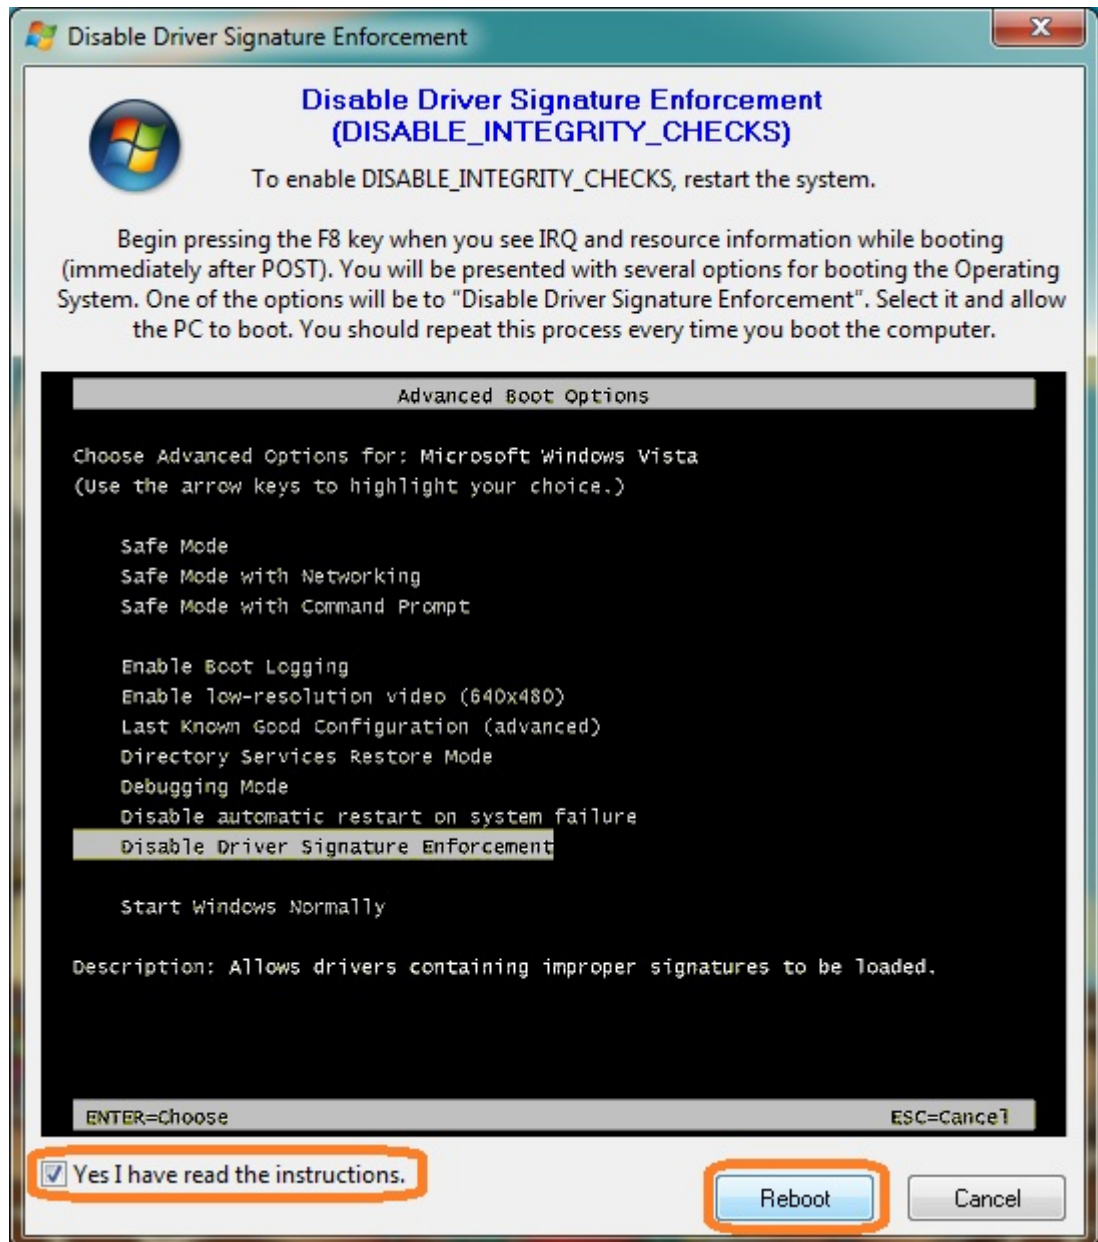 Disable Driver Signature Enforcement
Disable Driver Signature Enforcement
(DISABLE_INTEGRITY_CHECKS)
To enable DISABLE_INTEGRITY_CHECKS, restart the system.
Begin pressing the F8 key when you see IRQ and resource information while booting
(immediately after POST). You will be presented with several options for booting the Operating
System. One of the options will be to “Disable Driver Signature Enforcement”. Select it and allow
the PC to boot. You should repeat this process every time you boot the computer.
Advanced Boot Options
Choose Advanced Options for: Microsoft Windows Vista
(Use the arrow keys to highlight your choice.)
Safe Mode
Safe Mode with Networking
Safe Mode with Command Prompt
Enable Boot Logging
Enable low-resolution video (640x480)
Last Known Good Configuration (advanced)
Directory Services Restore Mode
Debugging Mode
Disable automatic restart on system failure
Disable Driver Signature Enforcement
Start Windows Normally
Description: Allows drivers containing improper signatures to be loaded.
ENTER=Choose ESC=Cancel
Yes I have read the instructions.
Reboot Cancel